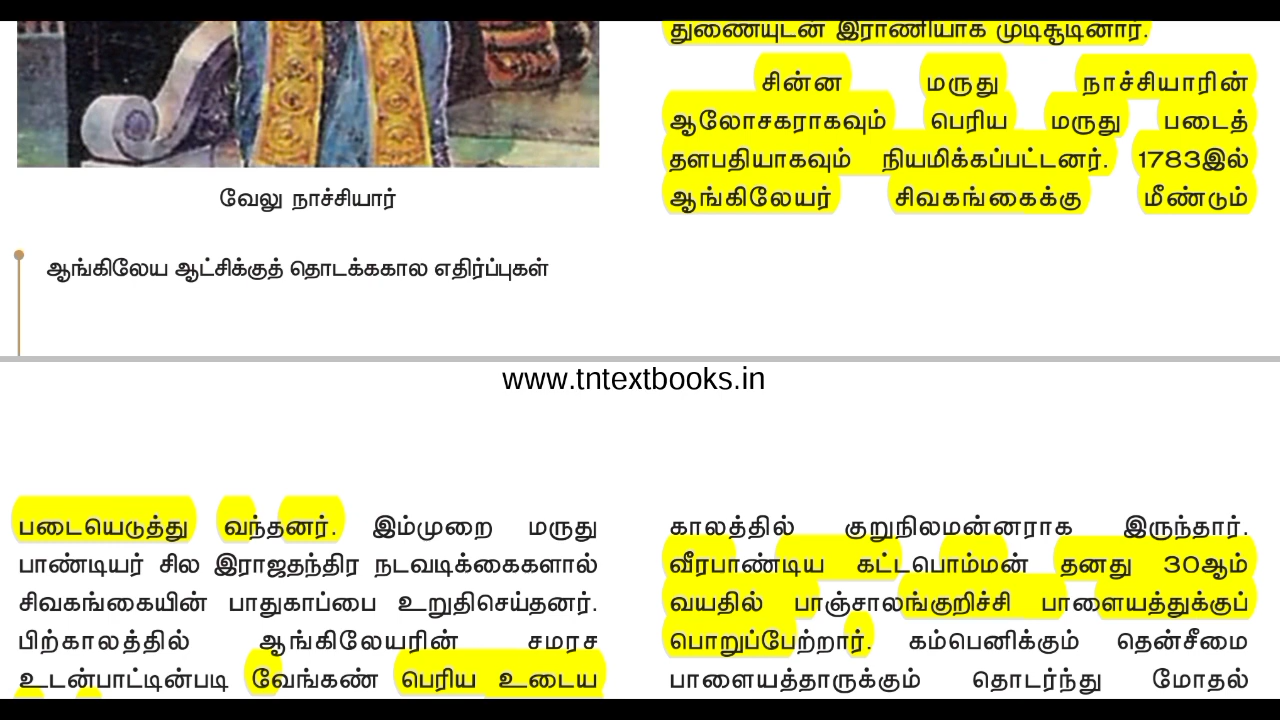 வேலு நாச்சியார்
ஆங்கிலேய ஆட்சிக்குத் தொடக்ககால எதிர்ப்புகள்
துணையுடன் இராணியாக முடிசூடினார்.
சின்ன மருது நாச்சியாரின்
ஆலோசகராகவும் பெரிய மருது படைத்
தளபதியாகவும் நியமிக்கப்பட்டனர். 1783இல்
ஆங்கிலேயர் சிவகங்கைக்கு மீண்டும்
www.tntextbooks.in
படையெடுத்து வந்தனர். இம்முறை மருது
பாண்டியர் சில இராஜதந்திர நடவடிக்கைகளால்
சிவகங்கையின் பாதுகாப்பை உறுதிசெய்தனர்.
பிற்காலத்தில் ஆங்கிலேயரின் சமரச
உடன்பாட்டின்படி வேங்கண் பெரிய உடைய
காலத்தில் குறுநிலமன்னராக இருந்தார்.
வீரபாண்டிய கட்டபொம்மன் தனது 30ஆம்
வயதில் பாஞ்சாலங்குறிச்சி பாளையத்துக்குப்
பொறுப்பேற்றார். கம்பெனிக்கும் தென்சீமை
பாளையத்தாருக்கும் தொடர்ந்து மோதல்